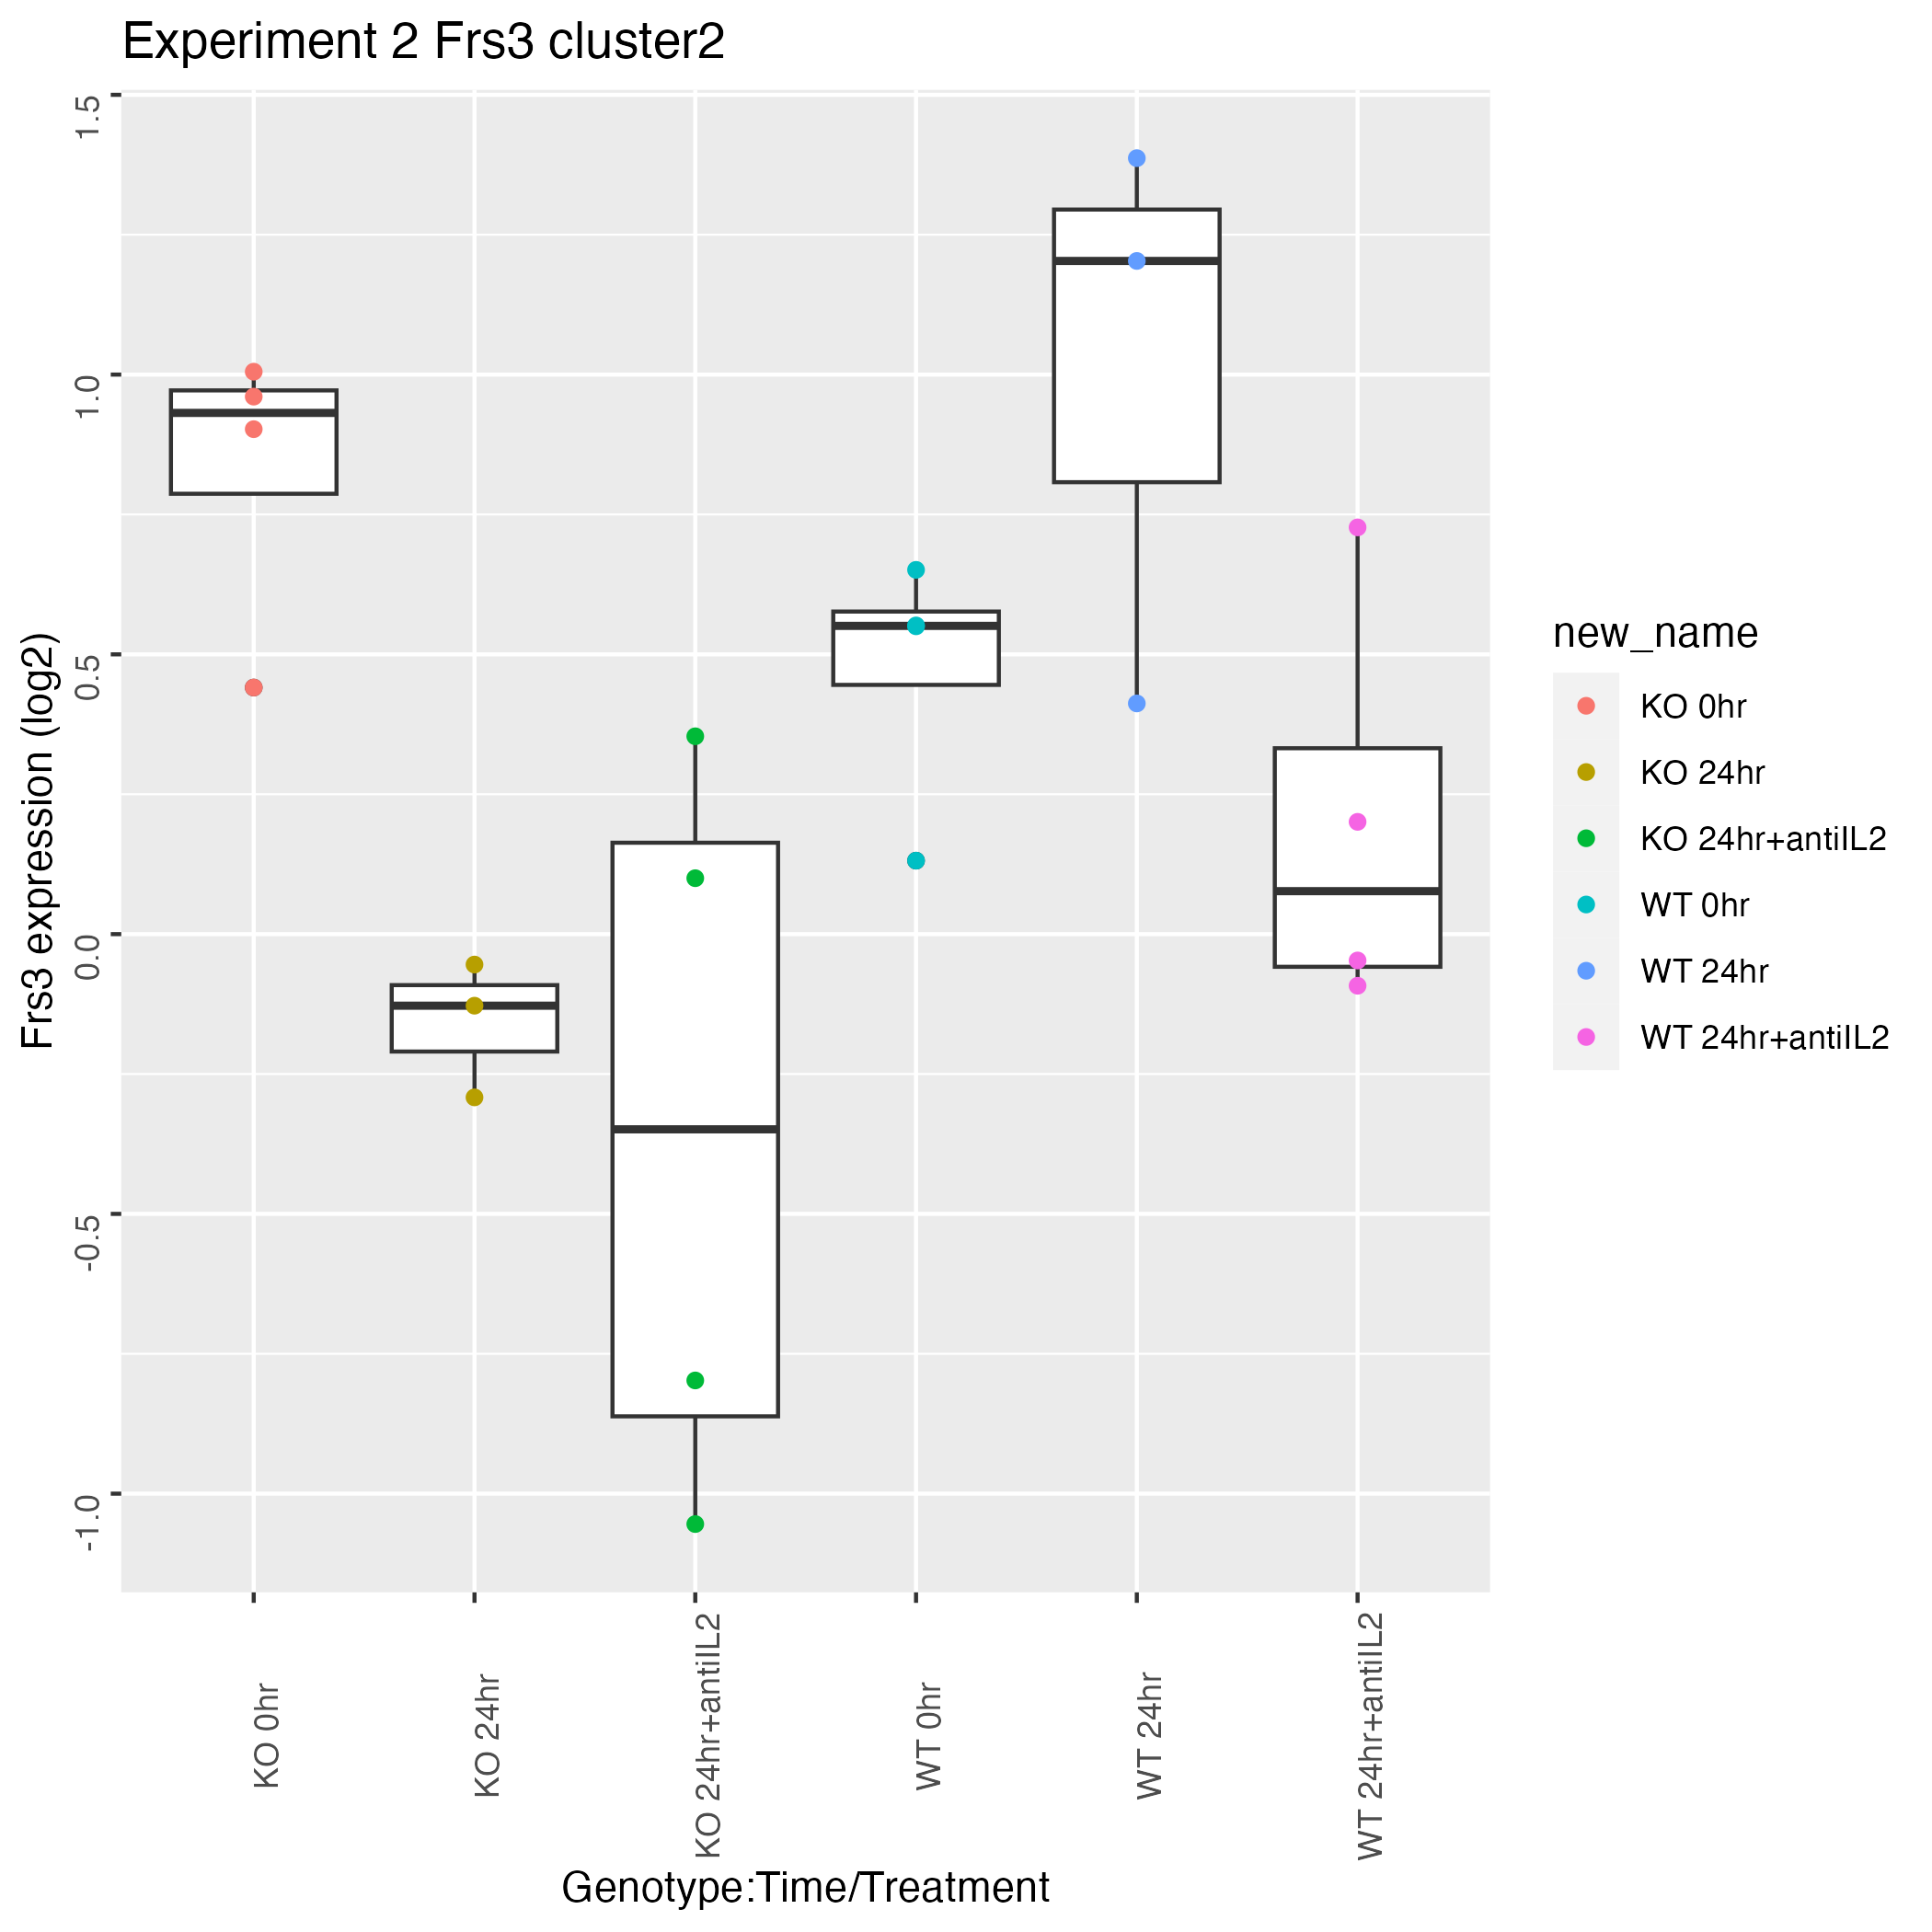 Experiment 2 Frs3 cluster2
Frs3 expression (log2)
1.5
1.0
0.5
0.0
-0.5
-1.0
KO 0hr
KO 24hr
KO 24hr+antiIL2
WT 0hr
WT 24hr
WT 24hr+antiIL2
Genotype:Time/Treatment
new_name
KO 0hr
KO 24hr
KO 24hr+antiIL2
WT 0hr
WT 24hr
WT 24hr+antiIL2